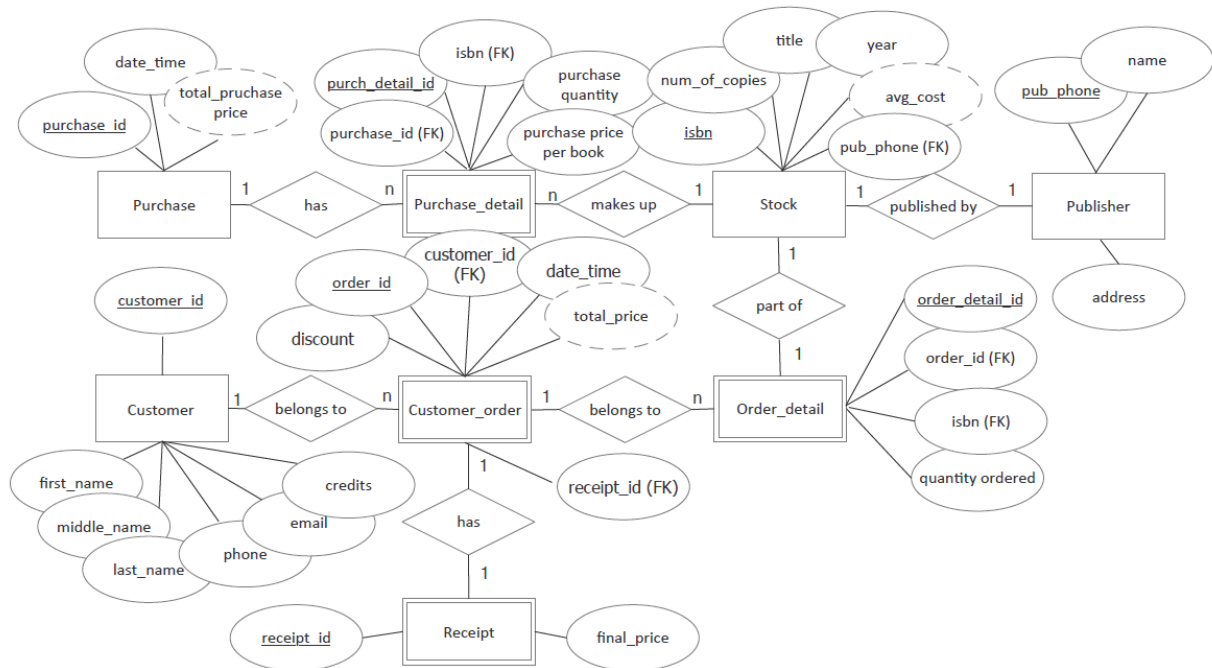 date_time
total_pruchase
price
purchase_id
isbn (FK)
purch_detail_id
purchase
quantity
purchase_id (FK)
purchase price
per book
title
year
num_of_copies
avg_cost
isbn
pub_phone (FK)
name
pub_phone
Purchase
1
has
n
Purchase_detail
n
makes up
1
Stock
1
published by
1
Publisher
address
customer_id
order_id
customer_id
(FK)
date_time
total_price
discount
1
part of
1
order_detail_id
order_id (FK)
isbn (FK)
quantity ordered
Customer
1
belongs to
n
Customer_order
1
belongs to
n
Order_detail
first_name
middle_name
last_name
phone
email
credits
1
has
1
receipt_id (FK)
receipt_id
Receipt
final_price